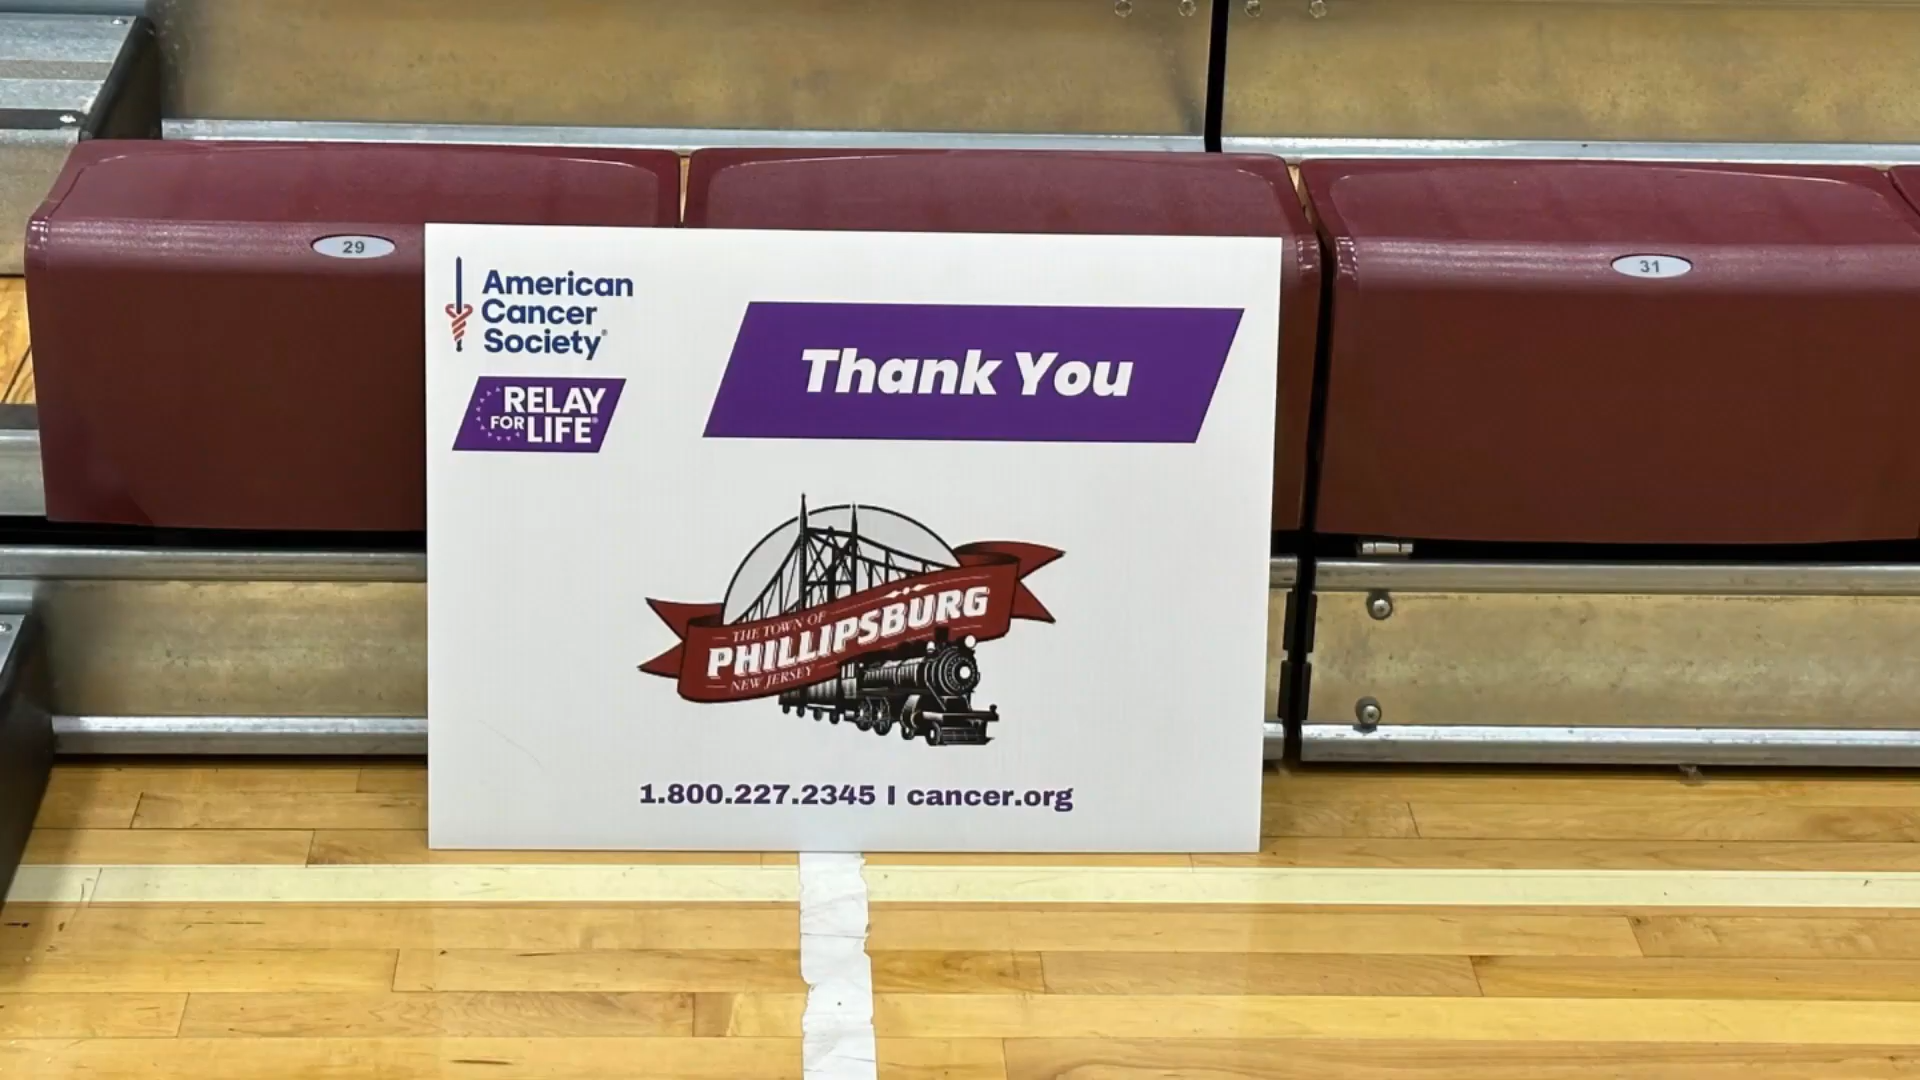 29
31
American
Cancer
Society®
RELAY
FOR LIFE®
Thank You
THE TOWN OF
PHILLIPSBURG
NEW JERSEY
1.800.227.2345 | cancer.org